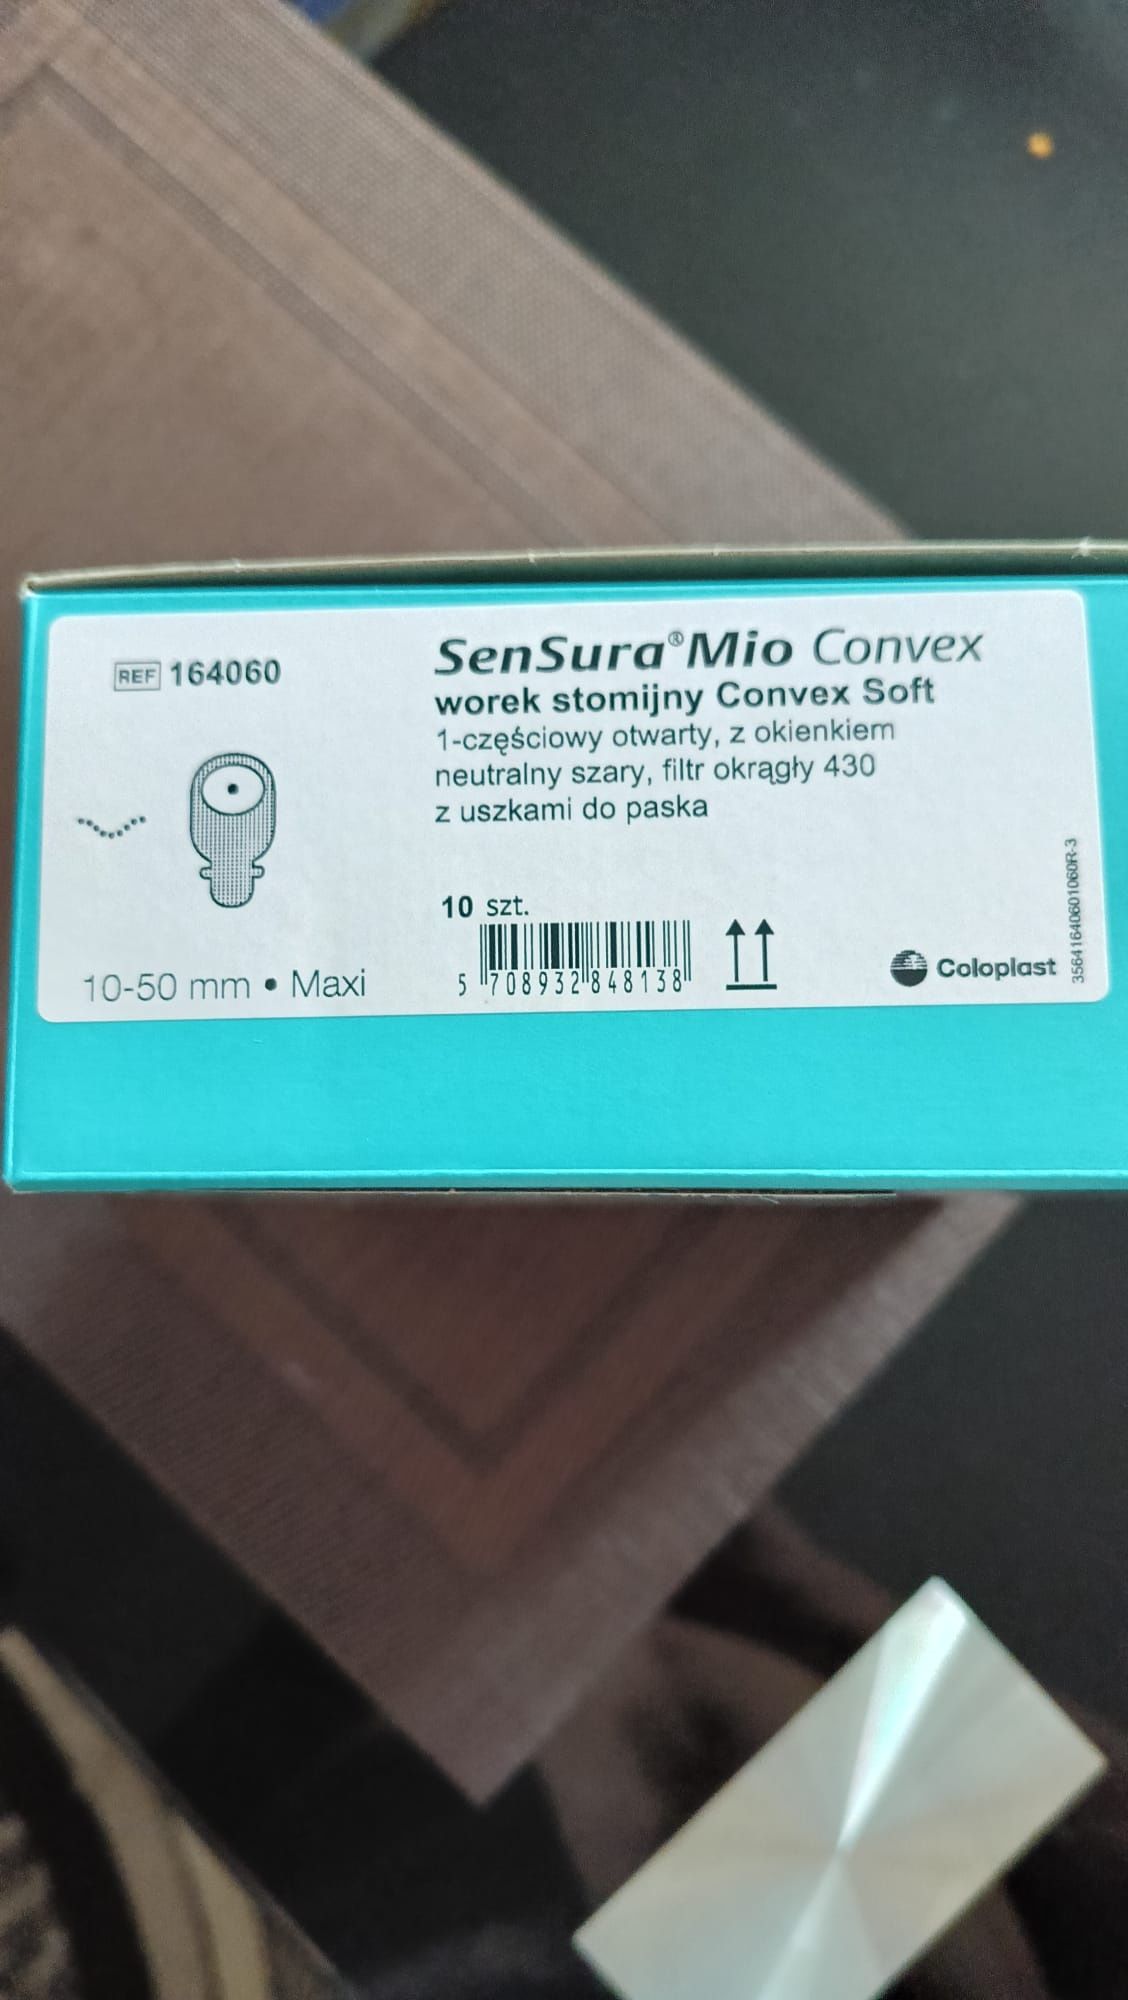 REF 164060
SenSura®Mio Convex
worek stomijny Convex Soft
1-częściowy otwarty, z okienkiem
neutralny szary, filtr okrągły 430
z uszkami do paska
10 szt.
5 708932 848138
10-50 mm • Maxi
Coloplast
35641640601060R-3